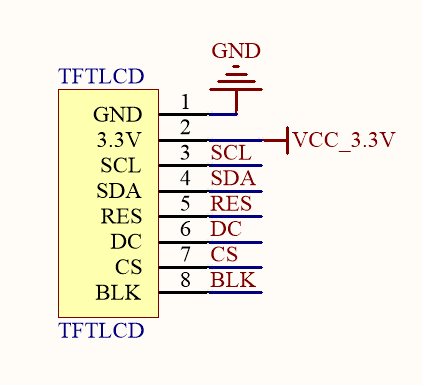 GND
TFTLCD
GND 1
3.3V 2 VCC_3.3V
SCL 3 SCL
SDA 4 SDA
RES 5 RES
DC 6 DC
CS 7 CS
BLK 8 BLK
TFTLCD